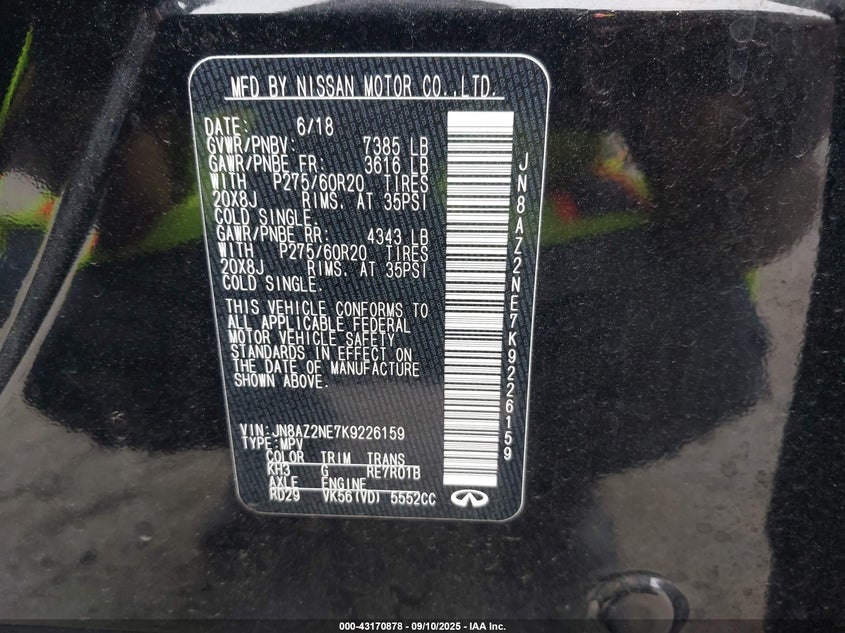 MFD BY NISSAN MOTOR CO.,LTD.
DATE: 6/18
GVWR/PNBV: 7385 LB
GAWR/PNBE FR: 3616 LB
WITH P275/60R20 TIRES
20X8J RIMS. AT 35PSI
COLD SINGLE.
GAWR/PNBE RR: 4343 LB
WITH P275/60R20 TIRES
20X8J RIMS. AT 35PSI
COLD SINGLE.
THIS VEHICLE CONFORMS TO
ALL APPLICABLE FEDERAL
MOTOR VEHICLE SAFETY
STANDARDS IN EFFECT ON
THE DATE OF MANUFACTURE
SHOWN ABOVE.
VIN:JN8AZ2NE7K9226159
TYPE:MPV
COLOR TRIM TRANS
KH3 G RE7R01B
AXLE ENGINE
RD29 VK56(VD) 5552CC
JN8AZ2NE7K9226159
000-43170878 - 09/10/2025 - IAA Inc.